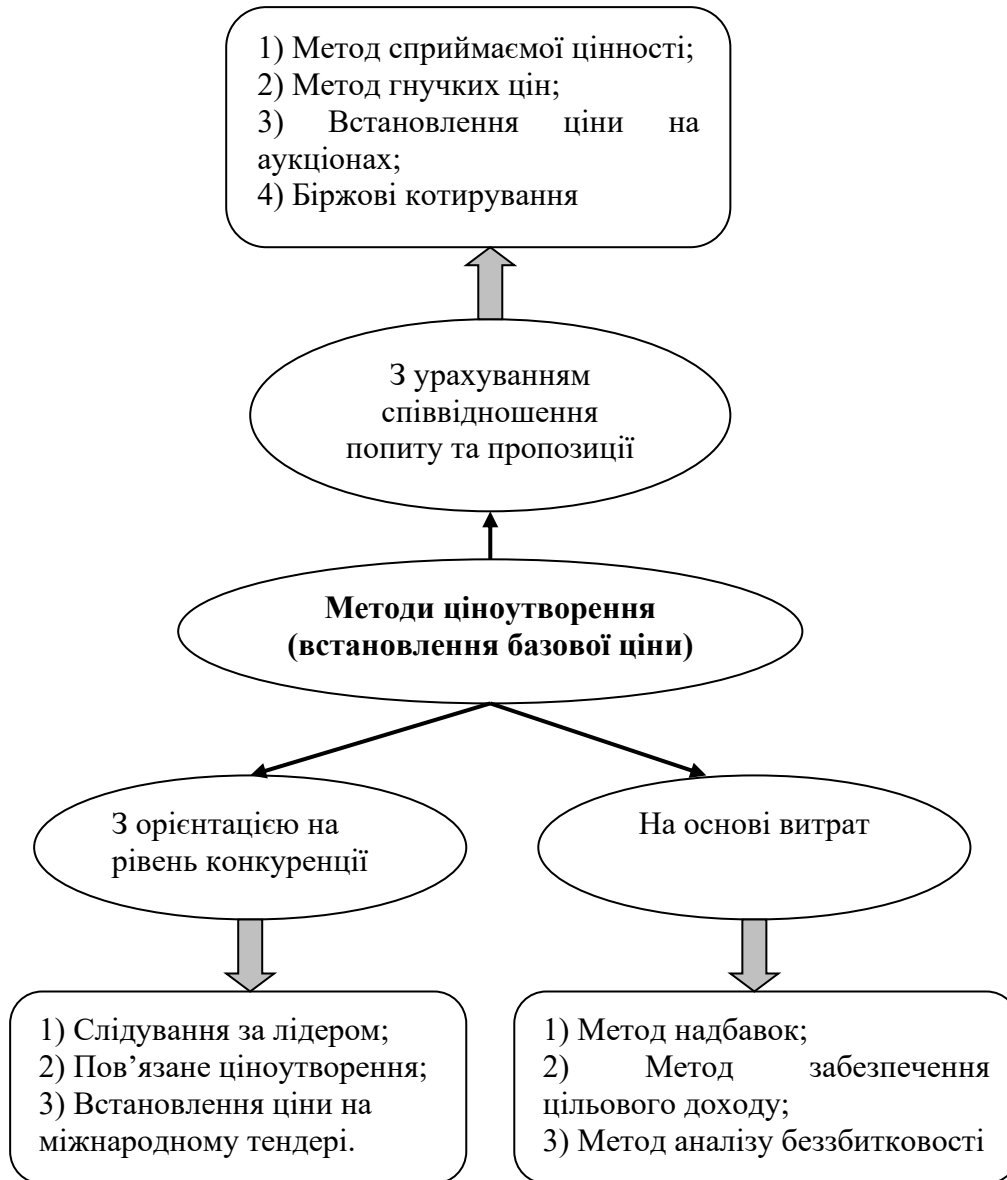 1) Метод сприймаємої цінності;
2) Метод гнучких цін;
3) Встановлення ціни на
аукціонах;
4) Біржові котирування
З урахуванням
співвідношення
попиту та пропозиції
Методи ціноутворення
(встановлення базової ціни)
З орієнтацією на
рівень конкуренції
На основі витрат
1) Слідування за лідером;
2) Пов’язане ціноутворення;
3) Встановлення ціни на
міжнародному тендері.
1) Метод надбавок;
2) Метод забезпечення
цільового доходу;
3) Метод аналізу беззбитковості